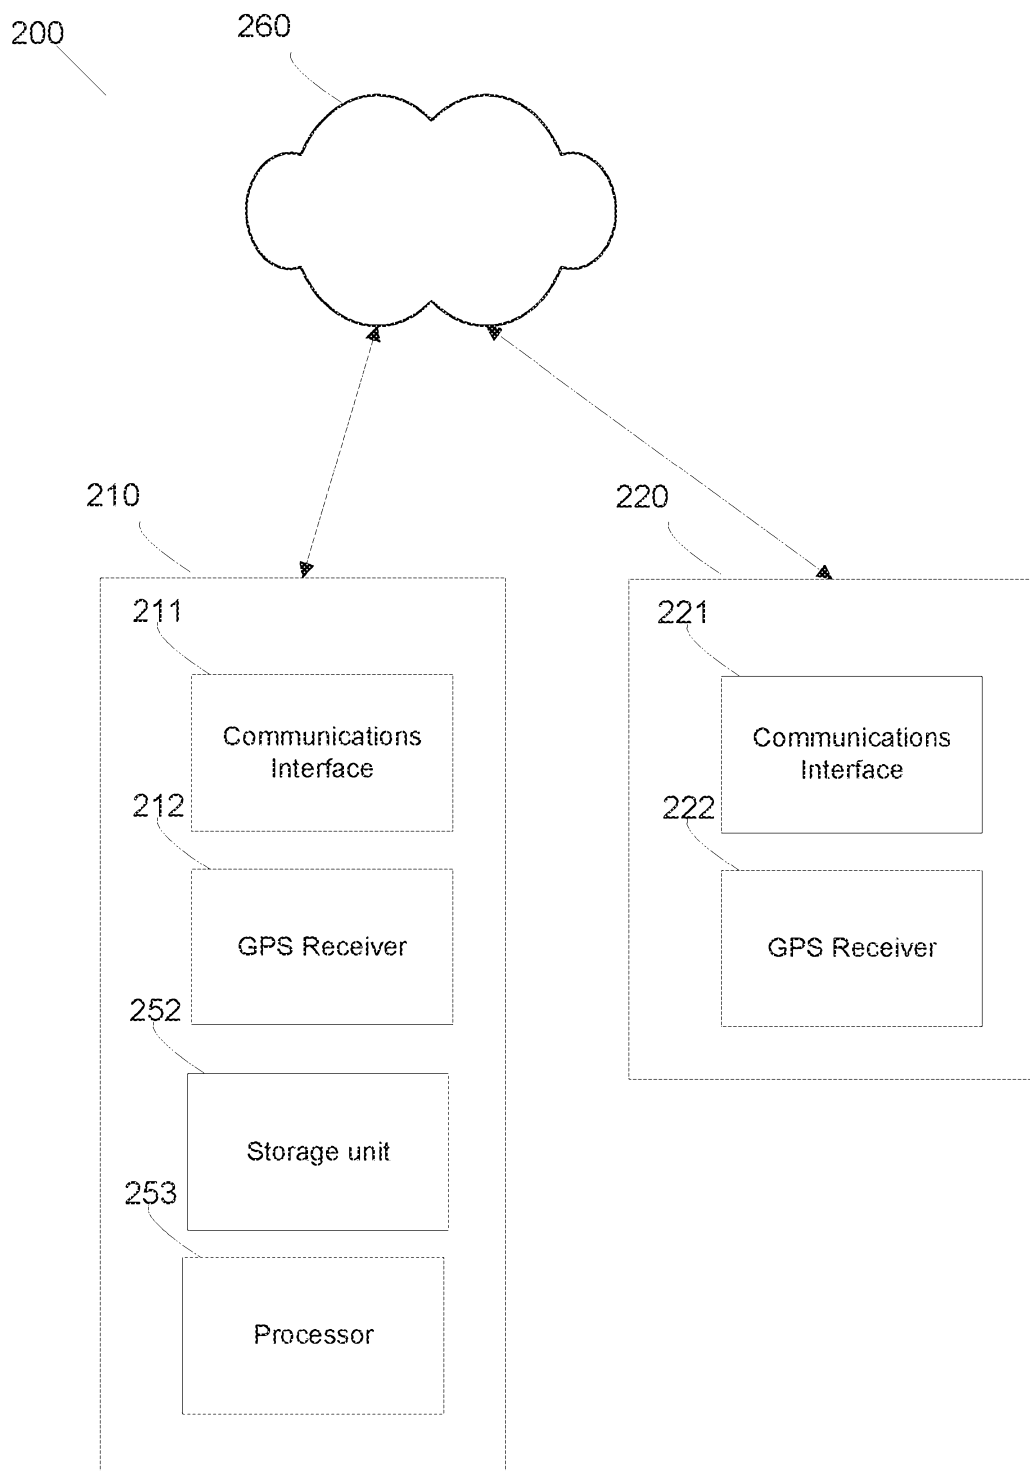 200
260
210
220
211
Communications
Interface
212
GPS Receiver
252
Storage unit
253
Processor
221
Communications
Interface
222
GPS Receiver